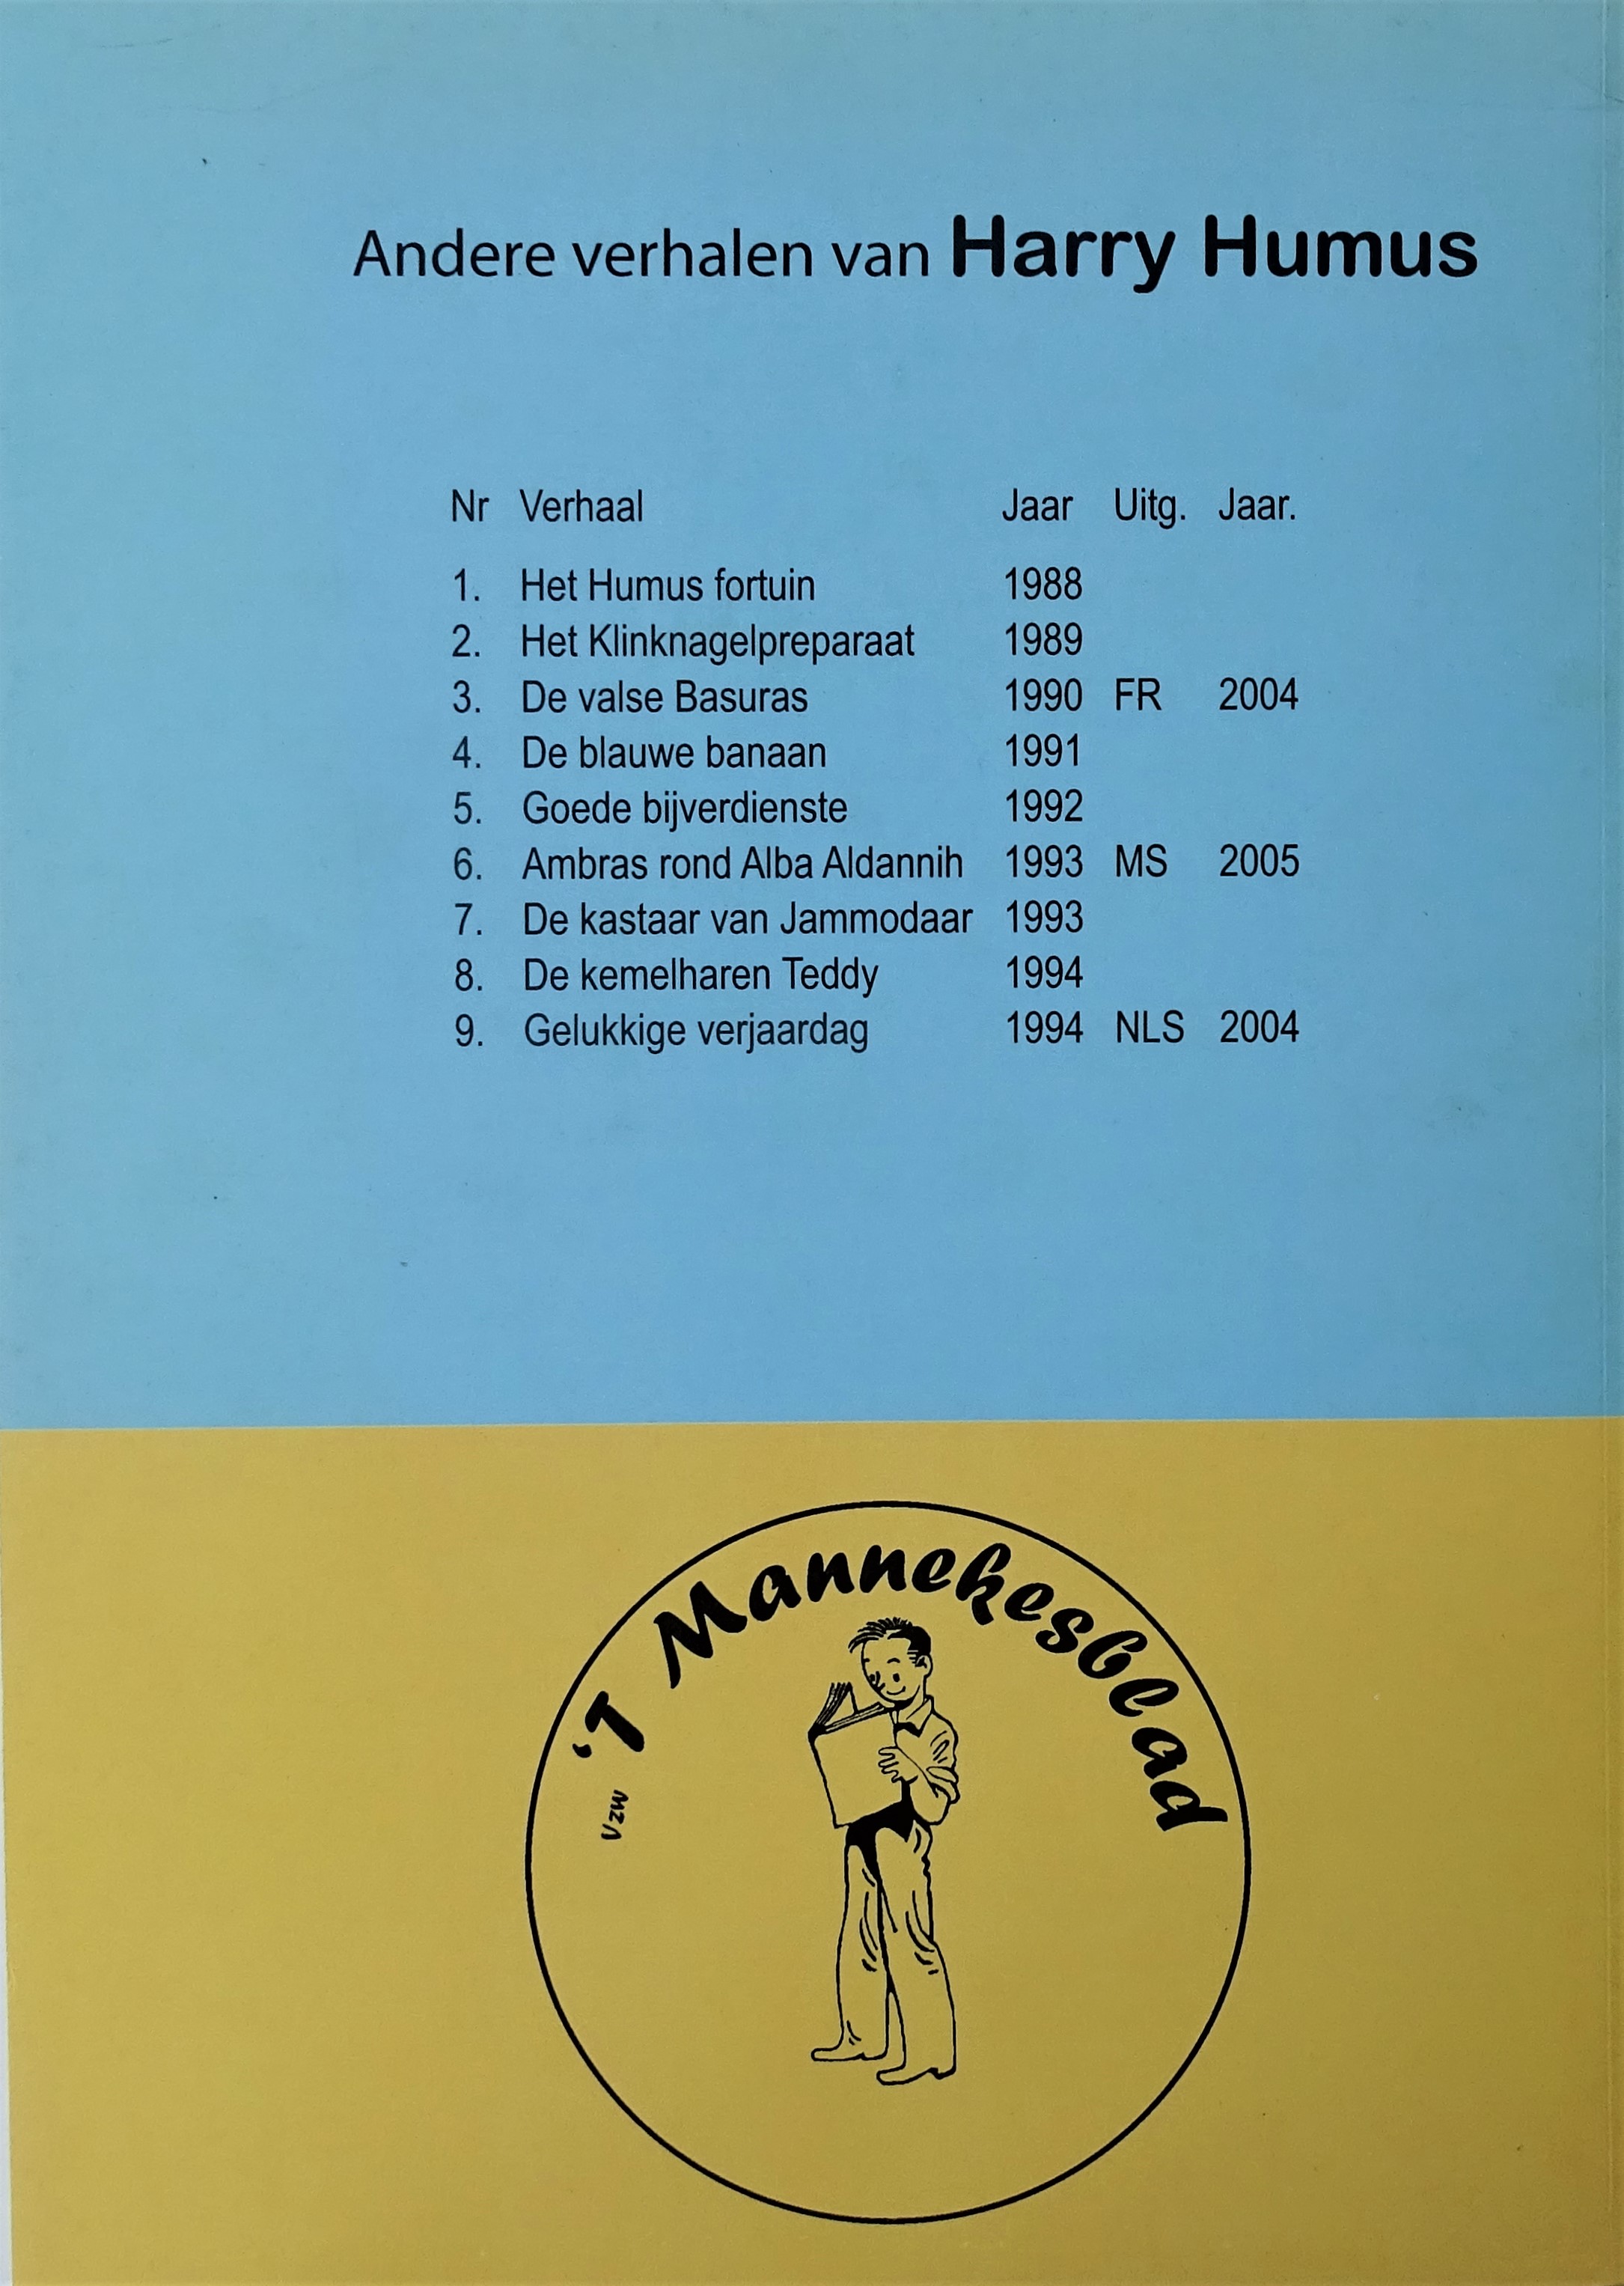 Andere verhalen van Harry Humus
Nr Verhaal Jaar Uitg. Jaar.
1. Het Humus fortuin 1988
2. Het Klinknagelpreparaat 1989
3. De valse Basuras 1990 FR 2004
4. De blauwe banaan 1991
5. Goede bijverdienste 1992
6. Ambras rond Alba Aldannih 1993 MS 2005
7. De kastaar van Jammodaar 1993
8. De kemelharen Teddy 1994
9. Gelukkige verjaardag 1994 NLS 2004
vzw 'T Mannekesblad